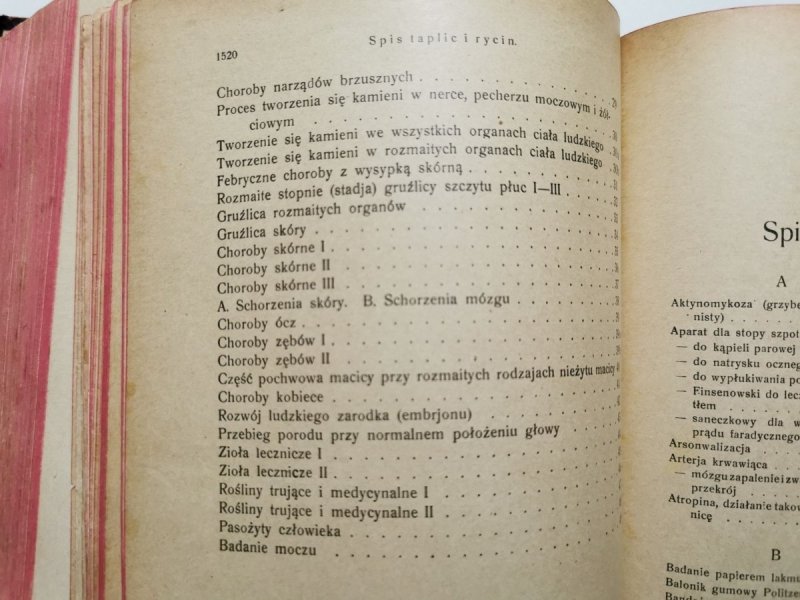 1520
Spis taplic i rycin.
Choroby narządów brzusznych
Proces tworzenia się kamieni w nerce, pecherzu moczowym i żół-
ciowym
Tworzenie się kamieni we wszystkich organach ciała ludzkiego
Tworzenie się kamieni w rozmaitych organach ciała ludzkiego
Febryczne choroby z wysypką skórną
Rozmaite stopnie (stadja) gruźlicy szczytu płuc I—III
Gruźlica rozmaitych organów
Gruźlica skóry
Choroby skórne I
Choroby skórne II
Choroby skórne III
A. Schorzenia skóry. B. Schorzenia mózgu
Choroby ócz
Choroby zębów I
Choroby zębów II
Część pochwowa macicy przy rozmaitych rodzajach nieżytu macicy
Choroby kobiece
Rozwój ludzkiego zarodka (embrjonu)
Przebieg porodu przy normalnem położeniu głowy
Zioła lecznicze I
Zioła lecznicze II
Rośliny trujące i medycynalne I
Rośliny trujące i medycynalne II
Pasożyty człowieka
Badanie moczu
Spi
A
Aktynomykoza (grzybe
nisty)
Aparat dla stopy szpot
— do kąpieli parowej
— do natrysku oczneg
— do wypłukiwania po
— Finsenowski do lecz
tłem
— saneczkowy dla w
prądu faradycznego
Arsonwalizacja
Arterja krwawiąca
— mózgu zapalenie i zw
przekrój
Atropina, działanie takow
nicę
B
Badanie papierem lakmu
Balonik gumowy Politze